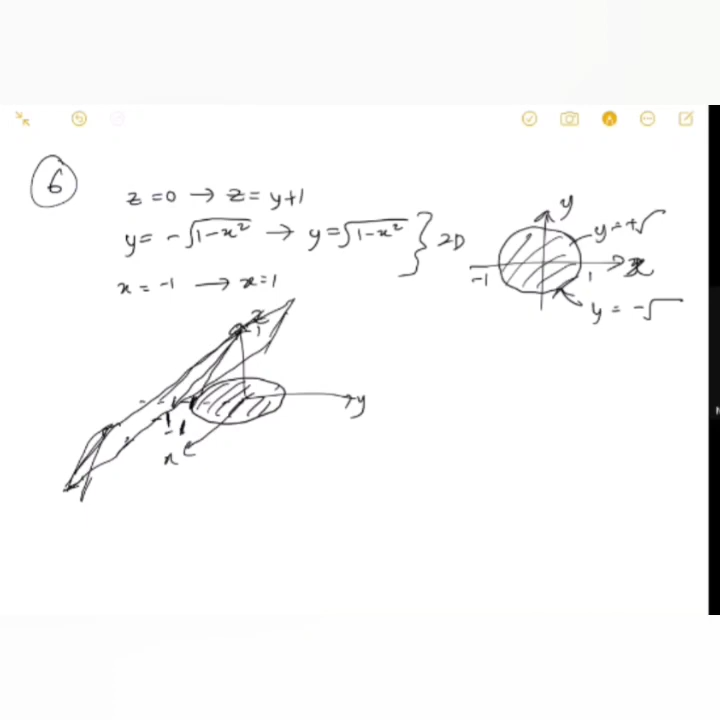 6
z = 0 → z = y+1
y = -√1-x² → y = √1-x² } 2D
x = -1 → x = 1
y
y = +√
-1
1
x
y = -√
z
1
y
-1
x